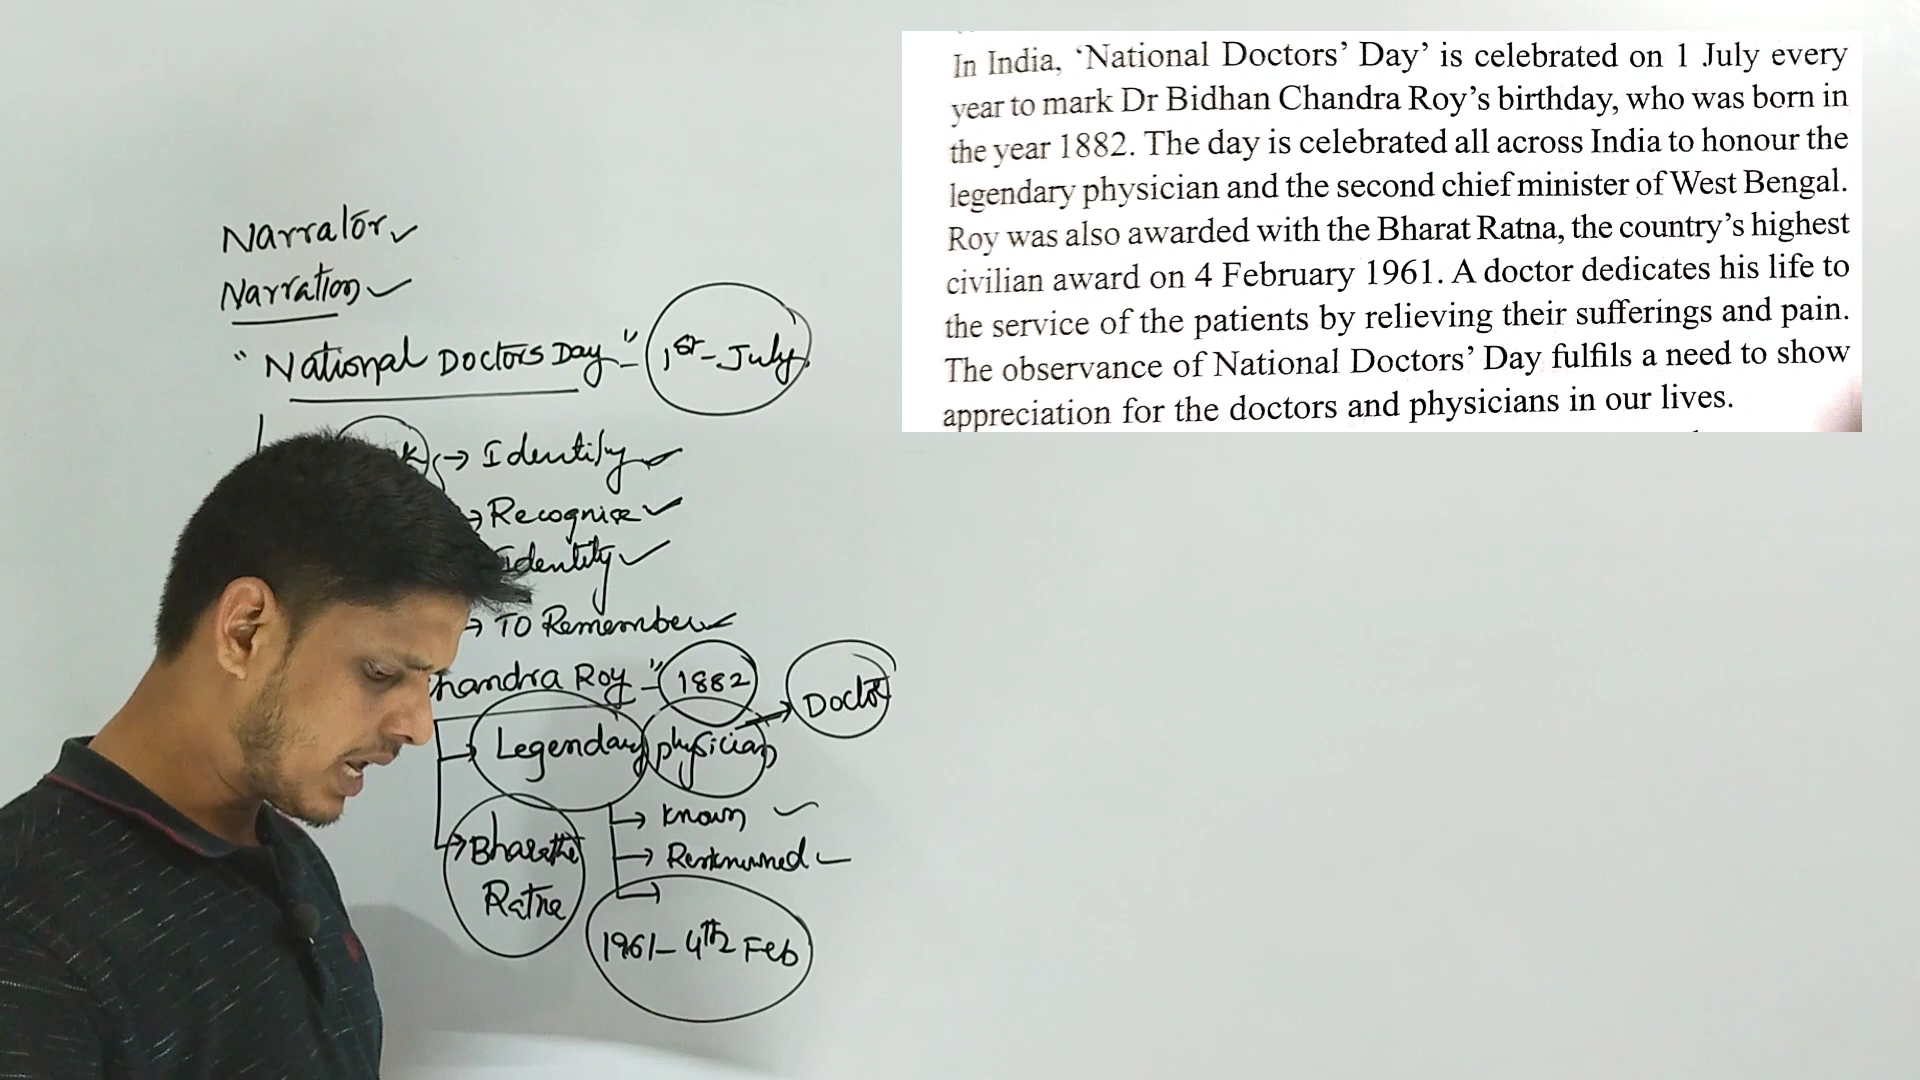 In India, ‘National Doctors’ Day’ is celebrated on 1 July every
year to mark Dr Bidhan Chandra Roy’s birthday, who was born in
the year 1882. The day is celebrated all across India to honour the
legendary physician and the second chief minister of West Bengal.
Roy was also awarded with the Bharat Ratna, the country’s highest
civilian award on 4 February 1961. A doctor dedicates his life to
the service of the patients by relieving their sufferings and pain.
The observance of National Doctors’ Day fulfils a need to show
appreciation for the doctors and physicians in our lives.
Narrator ✓
Narration ✓
"National Doctors Day" - 1st - July.
→ Identify ✓
→ Recognise ✓
Identity ✓
→ To Remember ✓
handra Roy" - 1882
Legendary physician → Doctor
→ known ✓
→ Bharatha
Ratna
→
1961 - 4th Feb